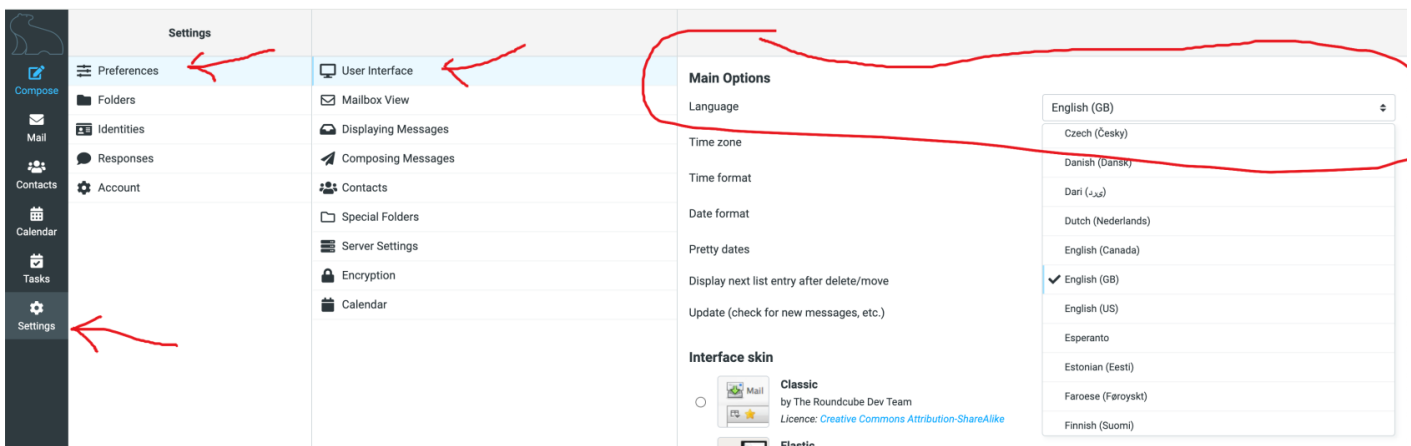 Settings
Compose
Mail
Contacts
Calendar
Tasks
Settings
Preferences
Folders
Identities
Responses
Account
User Interface
Mailbox View
Displaying Messages
Composing Messages
Contacts
Special Folders
Server Settings
Encryption
Calendar
Main Options
Language
English (GB)
Time zone
Time format
Date format
Pretty dates
Display next list entry after delete/move
Update (check for new messages, etc.)
Czech (Česky)
Danish (Dansk)
Dari (دری)
Dutch (Nederlands)
English (Canada)
English (GB)
English (US)
Esperanto
Estonian (Eesti)
Faroese (Føroyskt)
Finnish (Suomi)
Interface skin
Mail
Classic
by The Roundcube Dev Team
Licence: Creative Commons Attribution-ShareAlike
Elastic